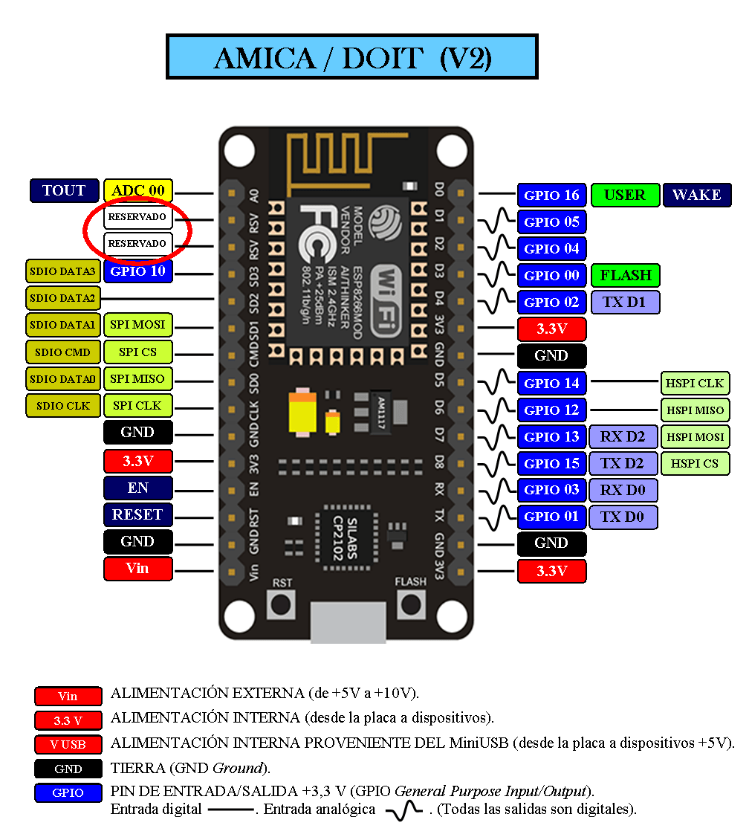 AMICA / DOIT (V2)
TOUT ADC 00 A0 D0 GPIO 16 USER WAKE
RESERVADO RSV D1 GPIO 05
RESERVADO RSV D2 GPIO 04
SDIO DATA3 GPIO 10 SD3 D3 GPIO 00 FLASH
SDIO DATA2 SD2 D4 GPIO 02 TX D1
SDIO DATA1 SPI MOSI SD1 3V3 3.3V
SDIO CMD SPI CS CMD GND GND
SDIO DATA0 SPI MISO SD0 D5 GPIO 14 HSPI CLK
SDIO CLK SPI CLK CLK D6 GPIO 12 HSPI MISO
GND GND D7 GPIO 13 RX D2 HSPI MOSI
3.3V 3V3 D8 GPIO 15 TX D2 HSPI CS
EN EN RX GPIO 03 RX D0
RESET RST TX GPIO 01 TX D0
GND GND GND GND
Vin Vin 3V3 3.3V
MODEL ESP8266MOD
VENDOR AI/THINKER
ISM 2.4GHz
PA +25dBm
802.11b/g/n
FCC
Wi Fi
AM1117
SILABS
CP2102
RST
FLASH
Vin ALIMENTACIÓN EXTERNA (de +5V a +10V).
3.3 V ALIMENTACIÓN INTERNA (desde la placa a dispositivos).
V USB ALIMENTACIÓN INTERNA PROVENIENTE DEL MiniUSB (desde la placa a dispositivos +5V).
GND TIERRA (GND Ground).
GPIO PIN DE ENTRADA/SALIDA +3,3 V (GPIO General Purpose Input/Output).
Entrada digital . Entrada analógica . (Todas las salidas son digitales).